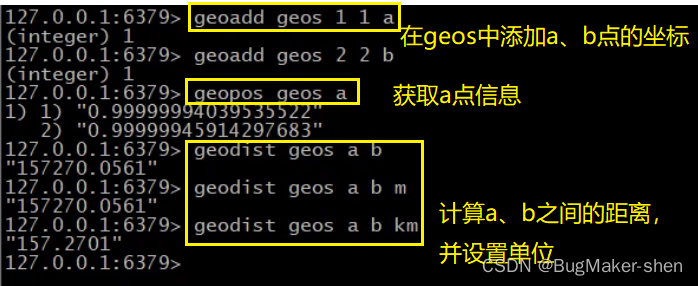 127.0.0.1:6379> geoadd geos 1 1 a
(integer) 1
在geos中添加a、b点的坐标
127.0.0.1:6379> geoadd geos 2 2 b
(integer) 1
127.0.0.1:6379> geopos geos a
获取a点信息
1) 1) "0.99999994039535522"
2) "0.99999945914297683"
127.0.0.1:6379> geodist geos a b
"157270.0561"
127.0.0.1:6379> geodist geos a b m
"157270.0561"
127.0.0.1:6379> geodist geos a b km
计算a、b之间的距离，
"157.2701"
并设置单位
127.0.0.1:6379>
CSDN @BugMaker-shen